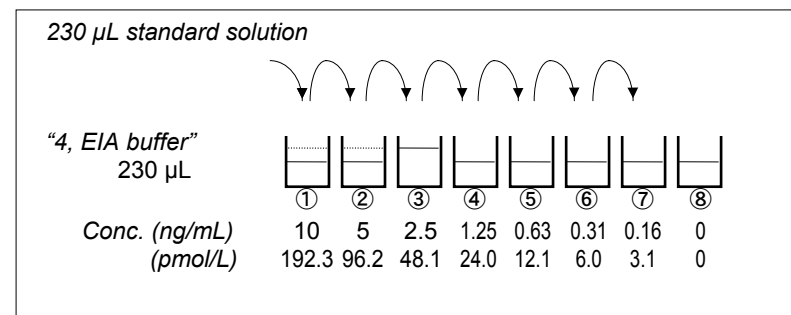 230 µL standard solution
“4, EIA buffer”
230 µL
① ② ③ ④ ⑤ ⑥ ⑦ ⑧
Conc. (ng/mL) 10 5 2.5 1.25 0.63 0.31 0.16 0
(pmol/L) 192.3 96.2 48.1 24.0 12.1 6.0 3.1 0